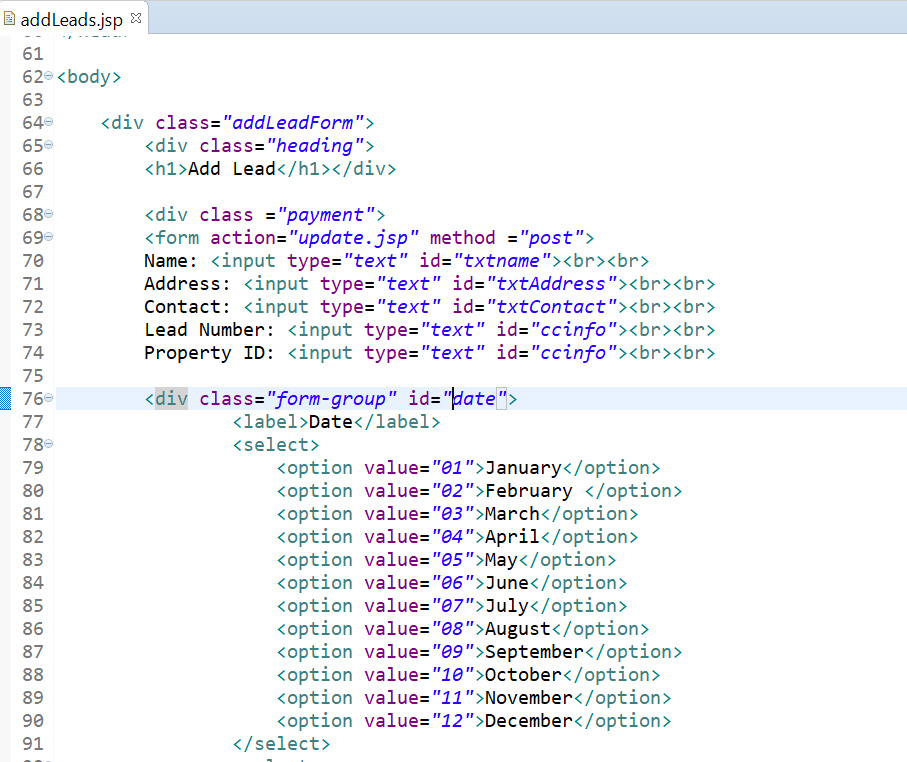 addLeads.jsp
61
62 <body>
63
64 <div class="addLeadForm">
65 <div class="heading">
66 <h1>Add Lead</h1></div>
67
68 <div class ="payment">
69 <form action="update.jsp" method ="post">
70 Name: <input type="text" id="txtname"><br><br>
71 Address: <input type="text" id="txtAddress"><br><br>
72 Contact: <input type="text" id="txtContact"><br><br>
73 Lead Number: <input type="text" id="ccinfo"><br><br>
74 Property ID: <input type="text" id="ccinfo"><br><br>
75
76 <div class="form-group" id="date">
77 <label>Date</label>
78 <select>
79 <option value="01">January</option>
80 <option value="02">February </option>
81 <option value="03">March</option>
82 <option value="04">April</option>
83 <option value="05">May</option>
84 <option value="06">June</option>
85 <option value="07">July</option>
86 <option value="08">August</option>
87 <option value="09">September</option>
88 <option value="10">October</option>
89 <option value="11">November</option>
90 <option value="12">December</option>
91 </select>